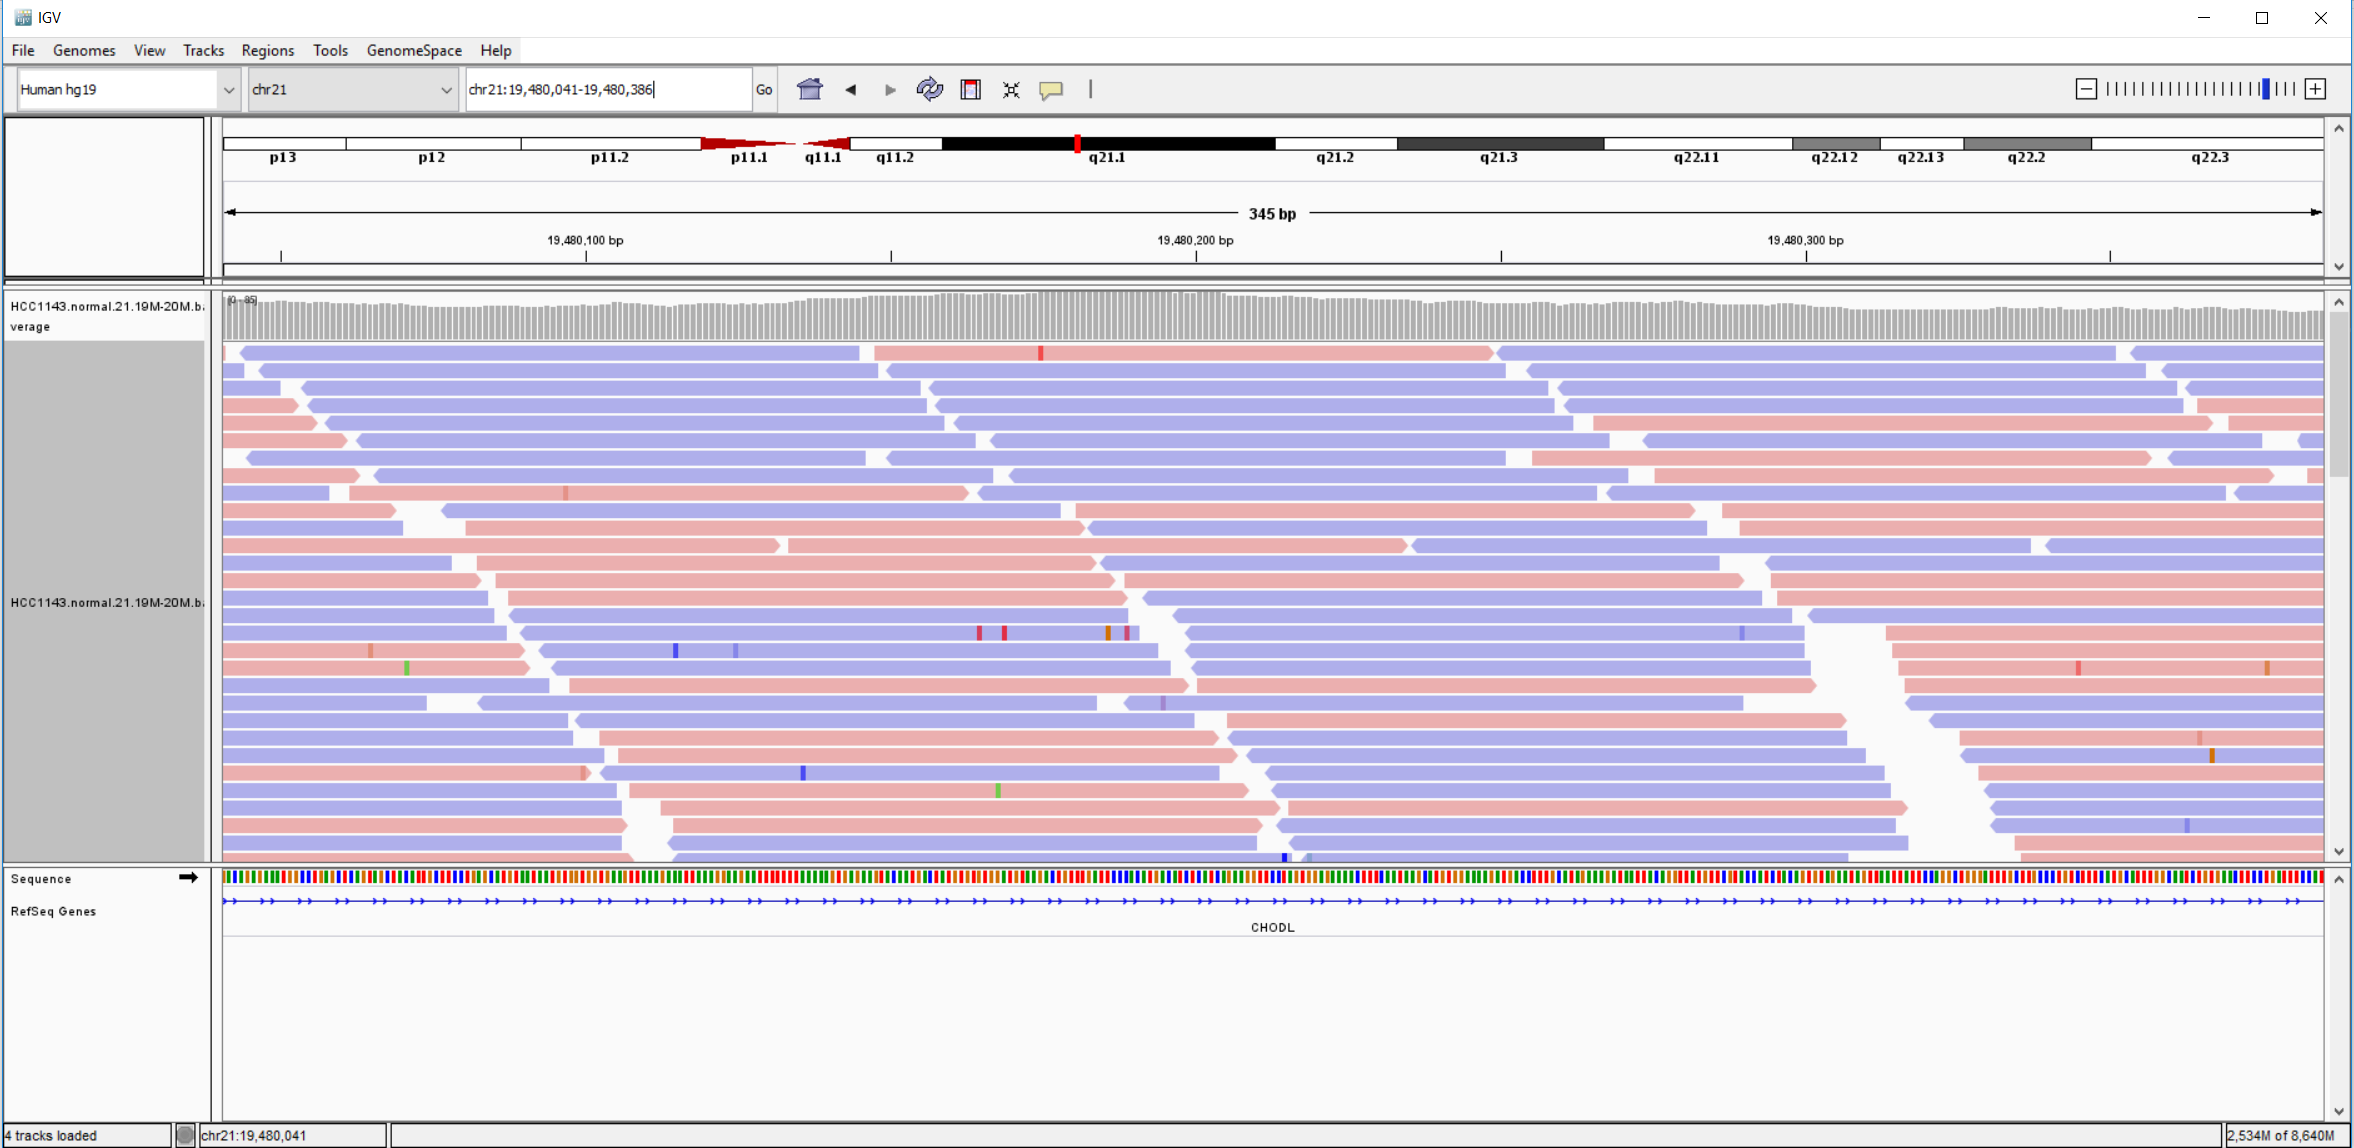 IGV
File Genomes View Tracks Regions Tools GenomeSpace Help
Human hg19 chr21 chr21:19,480,041-19,480,386 Go
p13 p12 p11.2 p11.1 q11.1 q11.2 q21.1 q21.2 q21.3 q22.11 q22.12 q22.13 q22.2 q22.3
345 bp
19,480,100 bp 19,480,200 bp 19,480,300 bp
HCC1143.normal.21.19M-20M.ba
verage
[0 - 85]
HCC1143.normal.21.19M-20M.ba
Sequence
RefSeq Genes
CHODL
4 tracks loaded chr21:19,480,041 2,534M of 8,640M